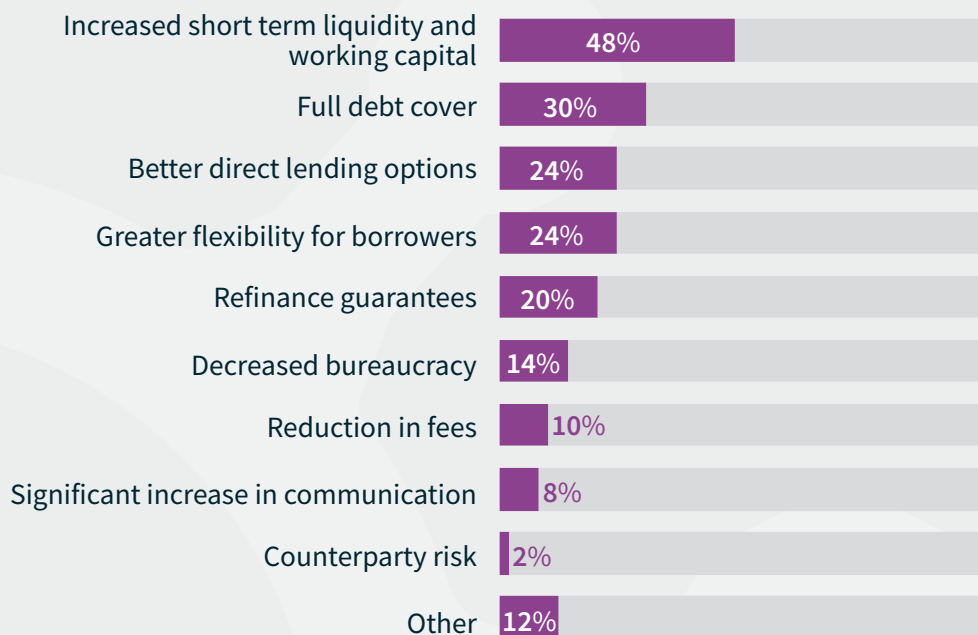 Increased short term liquidity and
working capital
48%
Full debt cover
30%
Better direct lending options
24%
Greater flexibility for borrowers
24%
Refinance guarantees
20%
Decreased bureaucracy
14%
Reduction in fees
10%
Significant increase in communication
8%
Counterparty risk
2%
Other
12%